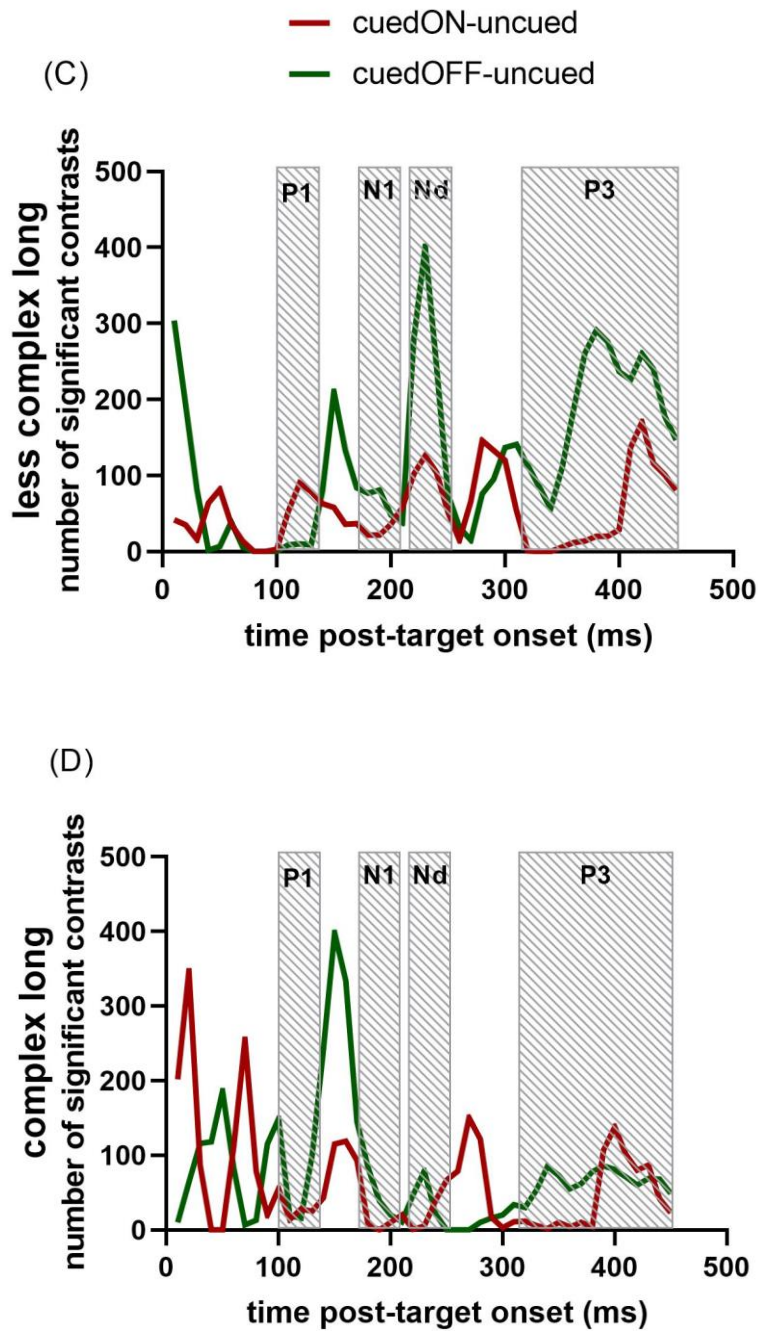 cuedON-uncued
cuedOFF-uncued
(C)
less complex long
number of significant contrasts
500
400
300
200
100
0
P1 N1 Nd P3
0 100 200 300 400 500
time post-target onset (ms)
(D)
complex long
number of significant contrasts
500
400
300
200
100
0
P1 N1 Nd P3
0 100 200 300 400 500
time post-target onset (ms)